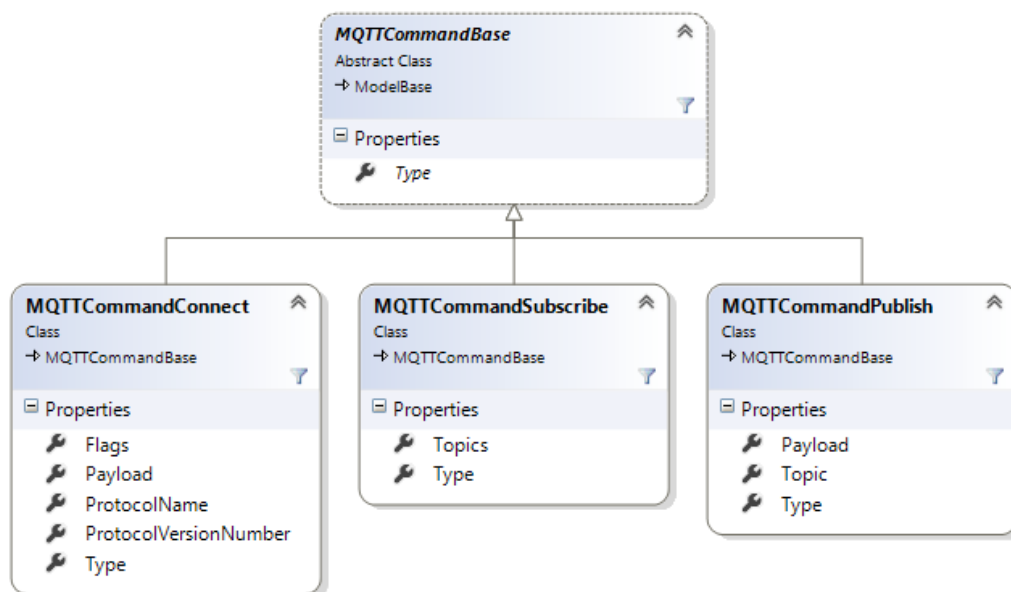 MQTTCommandBase
Abstract Class
ModelBase
Properties
Type
MQTTCommandConnect
Class
MQTTCommandBase
Properties
Flags
Payload
ProtocolName
ProtocolVersionNumber
Type
MQTTCommandSubscribe
Class
MQTTCommandBase
Properties
Topics
Type
MQTTCommandPublish
Class
MQTTCommandBase
Properties
Payload
Topic
Type